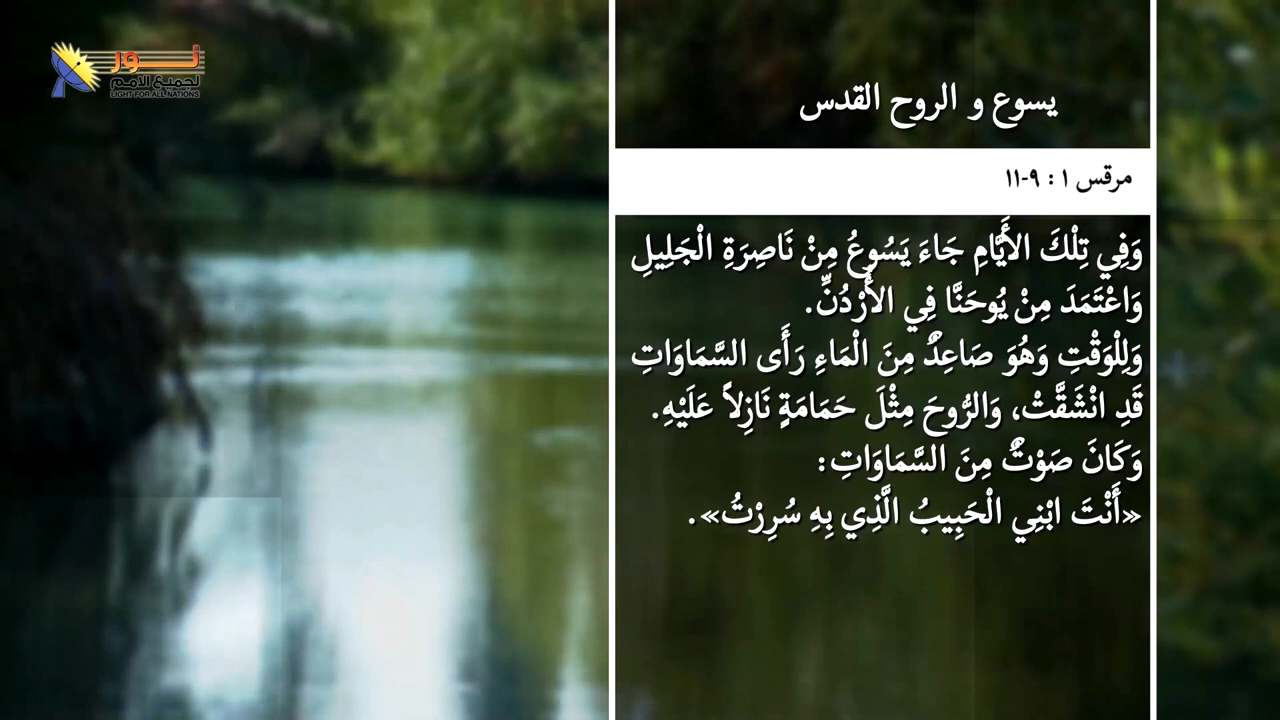 نور
لجميع الامم
LIGHT FOR ALL NATIONS
يسوع و الروح القدس
مرقس ١ : ٩-١١
وَفِي تِلْكَ الأَيَّامِ جَاءَ يَسُوعُ مِنْ نَاصِرَةِ الْجَلِيلِ
وَاعْتَمَدَ مِنْ يُوحَنَّا فِي الأُرْدُنِّ.
وَلِلْوَقْتِ وَهُوَ صَاعِدٌ مِنَ الْمَاءِ رَأَى السَّمَاوَاتِ
قَدِ انْشَقَّتْ، وَالرُّوحَ مِثْلَ حَمَامَةٍ نَازِلاً عَلَيْهِ.
وَكَانَ صَوْتٌ مِنَ السَّمَاوَاتِ:
«أَنْتَ ابْنِي الْحَبِيبُ الَّذِي بِهِ سُرِرْتُ».